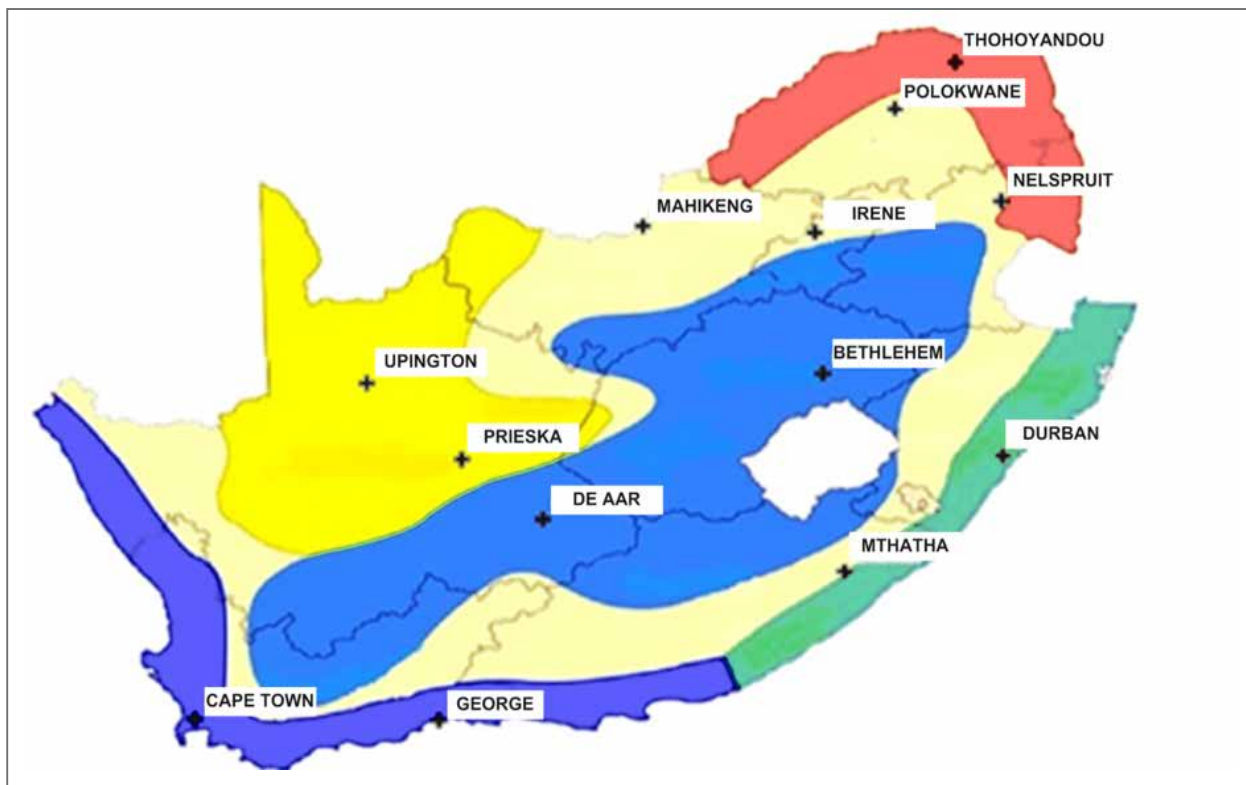 THOHOYANDOU
POLOKWANE
NELSPRUIT
MAHIKENG
IRENE
UPINGTON
BETHLEHEM
PRIESKA
DURBAN
DE AAR
MTHATHA
CAPE TOWN
GEORGE